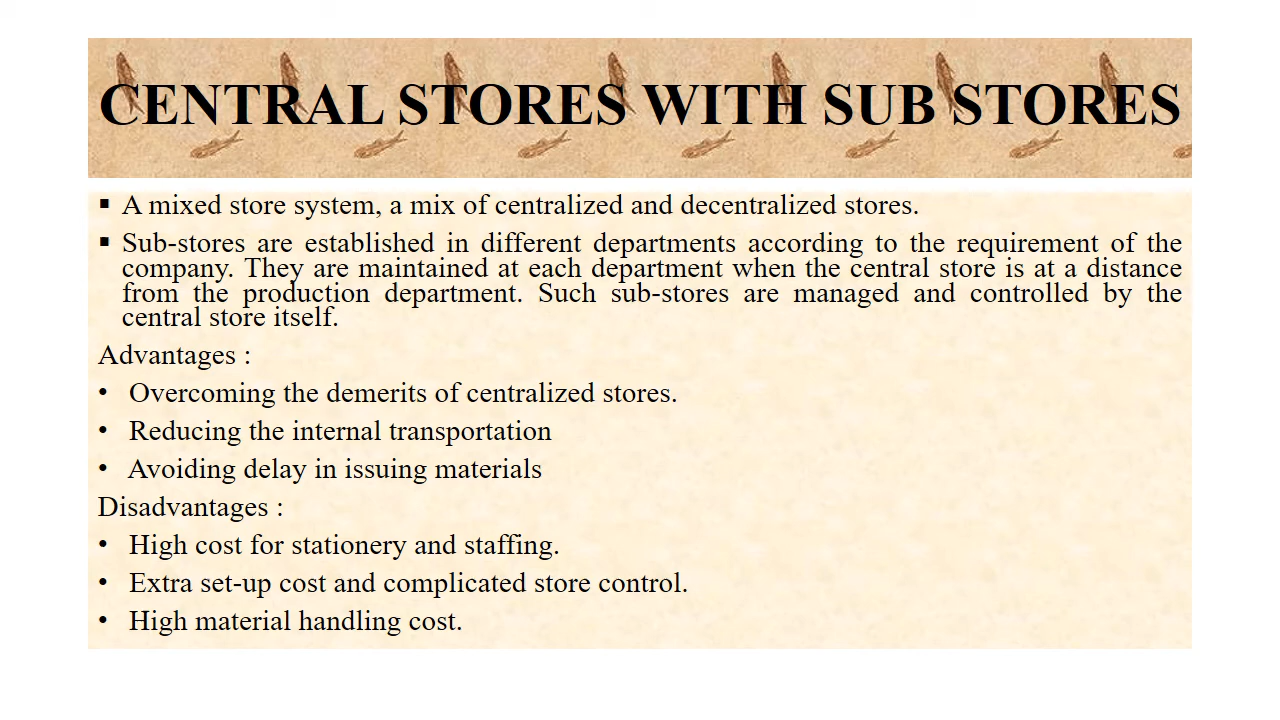 CENTRAL STORES WITH SUB STORES
▪ A mixed store system, a mix of centralized and decentralized stores.
▪ Sub-stores are established in different departments according to the requirement of the
company. They are maintained at each department when the central store is at a distance
from the production department. Such sub-stores are managed and controlled by the
central store itself.
Advantages :
• Overcoming the demerits of centralized stores.
• Reducing the internal transportation
• Avoiding delay in issuing materials
Disadvantages :
• High cost for stationery and staffing.
• Extra set-up cost and complicated store control.
• High material handling cost.